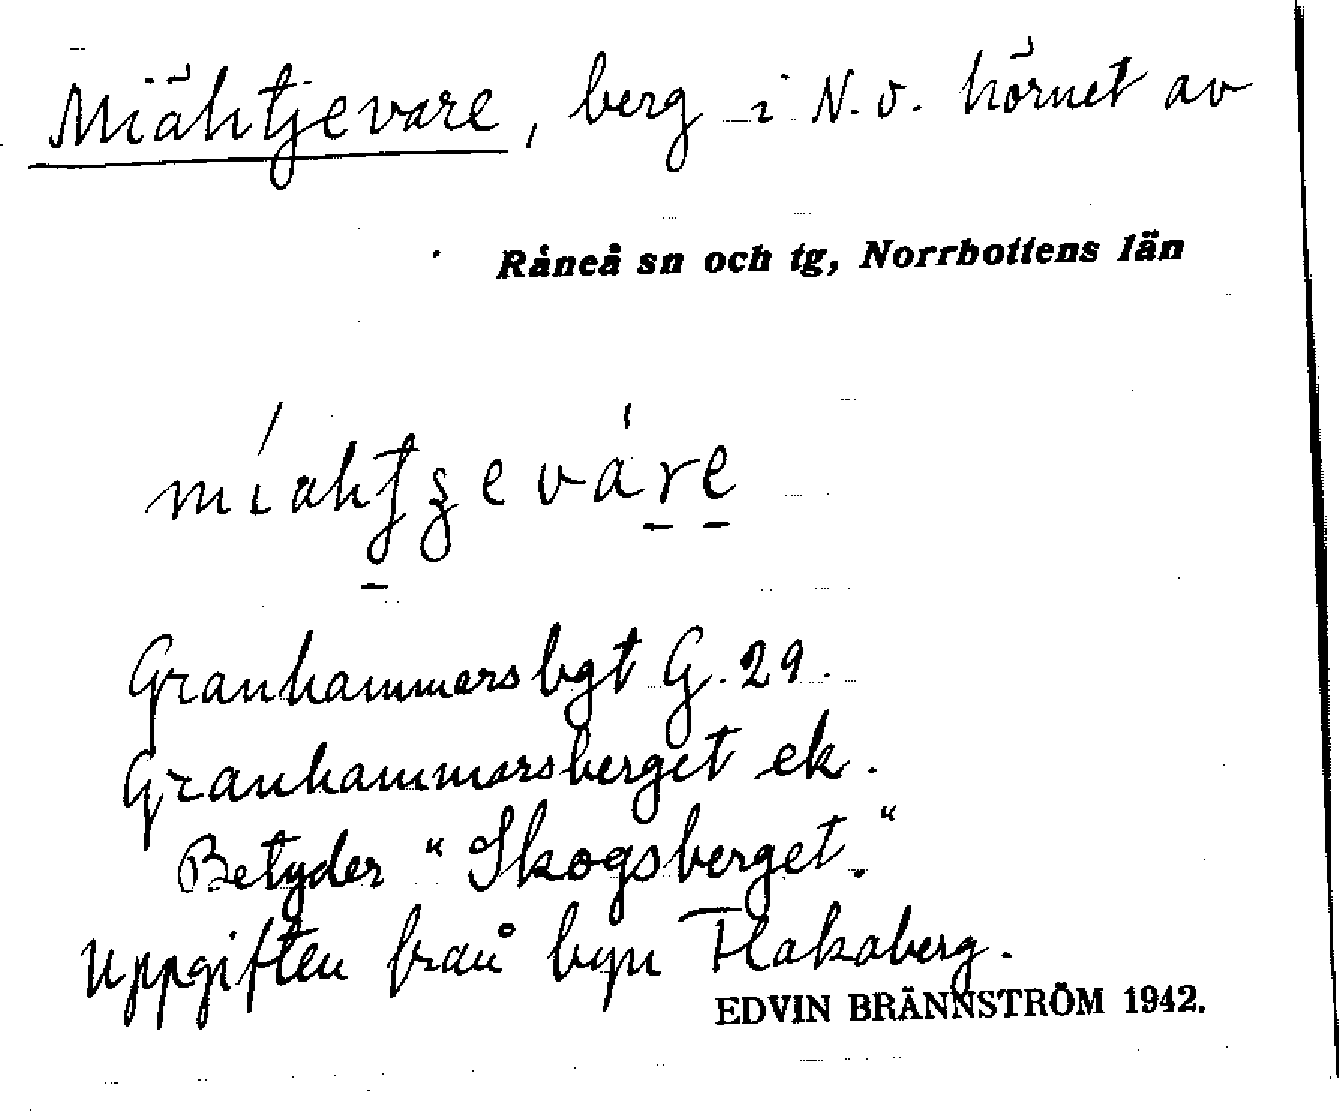 Miähtjevare, berg i N.v. hörnet av
Råneå sn och tg, Norrbottens län
míahtʒeváre
Granhammarsbgt G. 29.
Granhammarsberget ek.
Betyder "Skogsberget."
Uppgiften från byn Flakaberg.
EDVIN BRÄNNSTRÖM 1942.